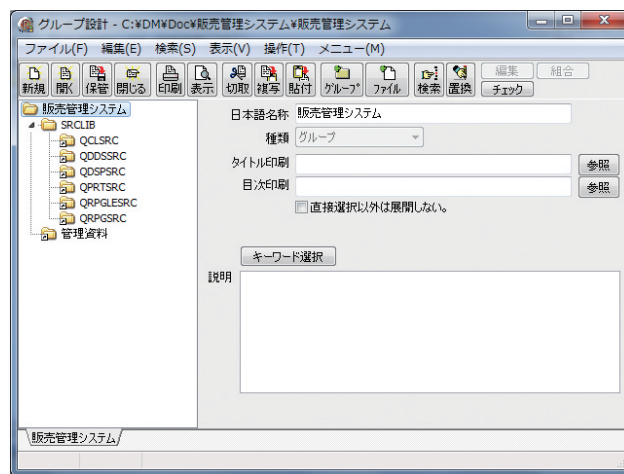 グループ設計 - C:¥DM¥Doc¥販売管理システム¥販売管理システム
ファイル(F) 編集(E) 検索(S) 表示(V) 操作(T) メニュー(M)
新規 開く 保管 閉じる 印刷 表示 切取 複写 貼付 グループ ファイル 検索 置換 編集 組合 チェック
販売管理システム
SRCLIB
QCLSRC
QDDSSRC
QDSPSRC
QPRTSRC
QRPGLESRC
QRPGSRC
管理資料
日本語名称 販売管理システム
種類 グループ
タイトル印刷 参照
目次印刷 参照
直接選択以外は展開しない。
キーワード選択
説明
販売管理システム